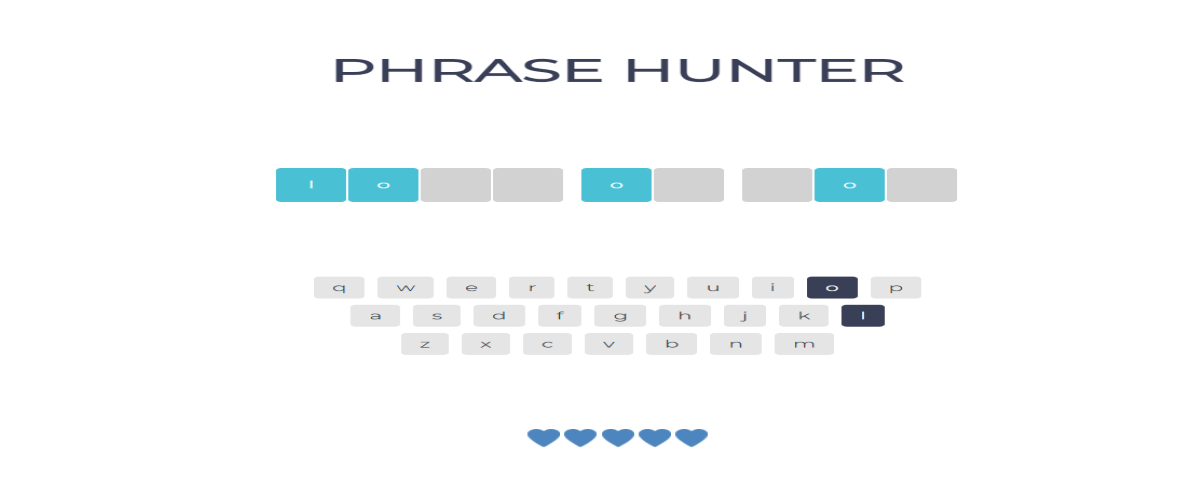 PHRASE HUNTER
l o o o
q w e r t y u i o p
a s d f g h j k l
z x c v b n m